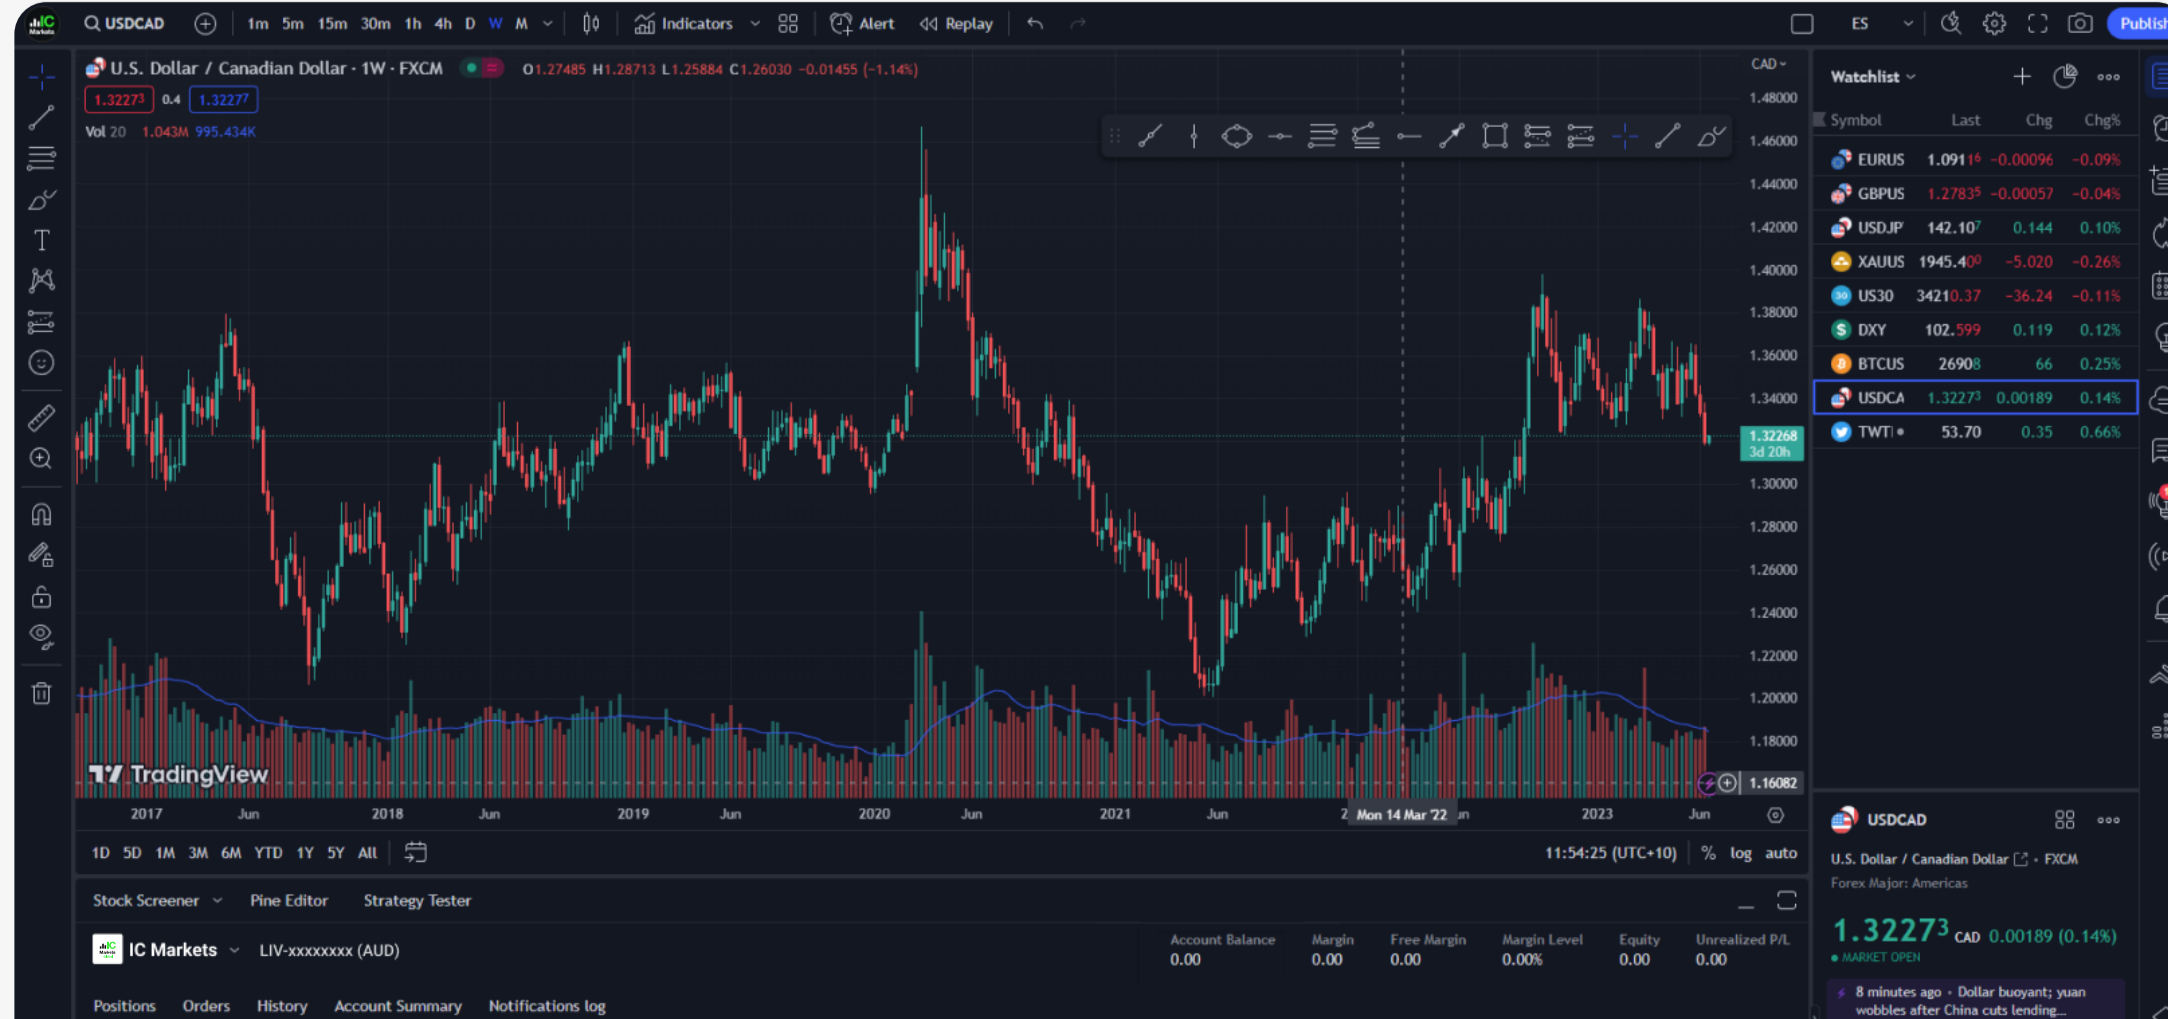 IC Markets USDCAD 1m 5m 15m 30m 1h 4h D W M Indicators Alert Replay ES Publish
U.S. Dollar / Canadian Dollar · 1W · FXCM O1.27485 H1.28713 L1.25884 C1.26030 −0.01455 (−1.14%)
1.32273 0.4 1.32277
Vol 20 1.043M 995.434K
CAD
1.48000
1.46000
1.44000
1.42000
1.40000
1.38000
1.36000
1.34000
1.32268
3d 20h
1.30000
1.28000
1.26000
1.24000
1.22000
1.20000
1.18000
1.16082
TradingView
2017 Jun 2018 Jun 2019 Jun 2020 Jun 2021 Jun 2 Mon 14 Mar '22 un 2023 Jun
1D 5D 1M 3M 6M YTD 1Y 5Y All 11:54:25 (UTC+10) % log auto
Stock Screener Pine Editor Strategy Tester
IC Markets LIV-xxxxxxxx (AUD)
Account Balance Margin Free Margin Margin Level Equity Unrealized P/L
0.00 0.00 0.00 0.00% 0.00 0.00
Positions Orders History Account Summary Notifications log
Watchlist
Symbol Last Chg Chg%
EURUS 1.09116 −0.00096 −0.09%
GBPUS 1.27835 −0.00057 −0.04%
USDJP 142.107 0.144 0.10%
XAUUS 1945.400 −5.020 −0.26%
30 US30 34210.37 −36.24 −0.11%
$ DXY 102.599 0.119 0.12%
BTCUS 26908 66 0.25%
USDCA 1.32273 0.00189 0.14%
TWTI 53.70 0.35 0.66%
USDCAD
U.S. Dollar / Canadian Dollar • FXCM
Forex Major: Americas
1.32273 CAD 0.00189 (0.14%)
MARKET OPEN
8 minutes ago • Dollar buoyant; yuan
wobbles after China cuts lending...